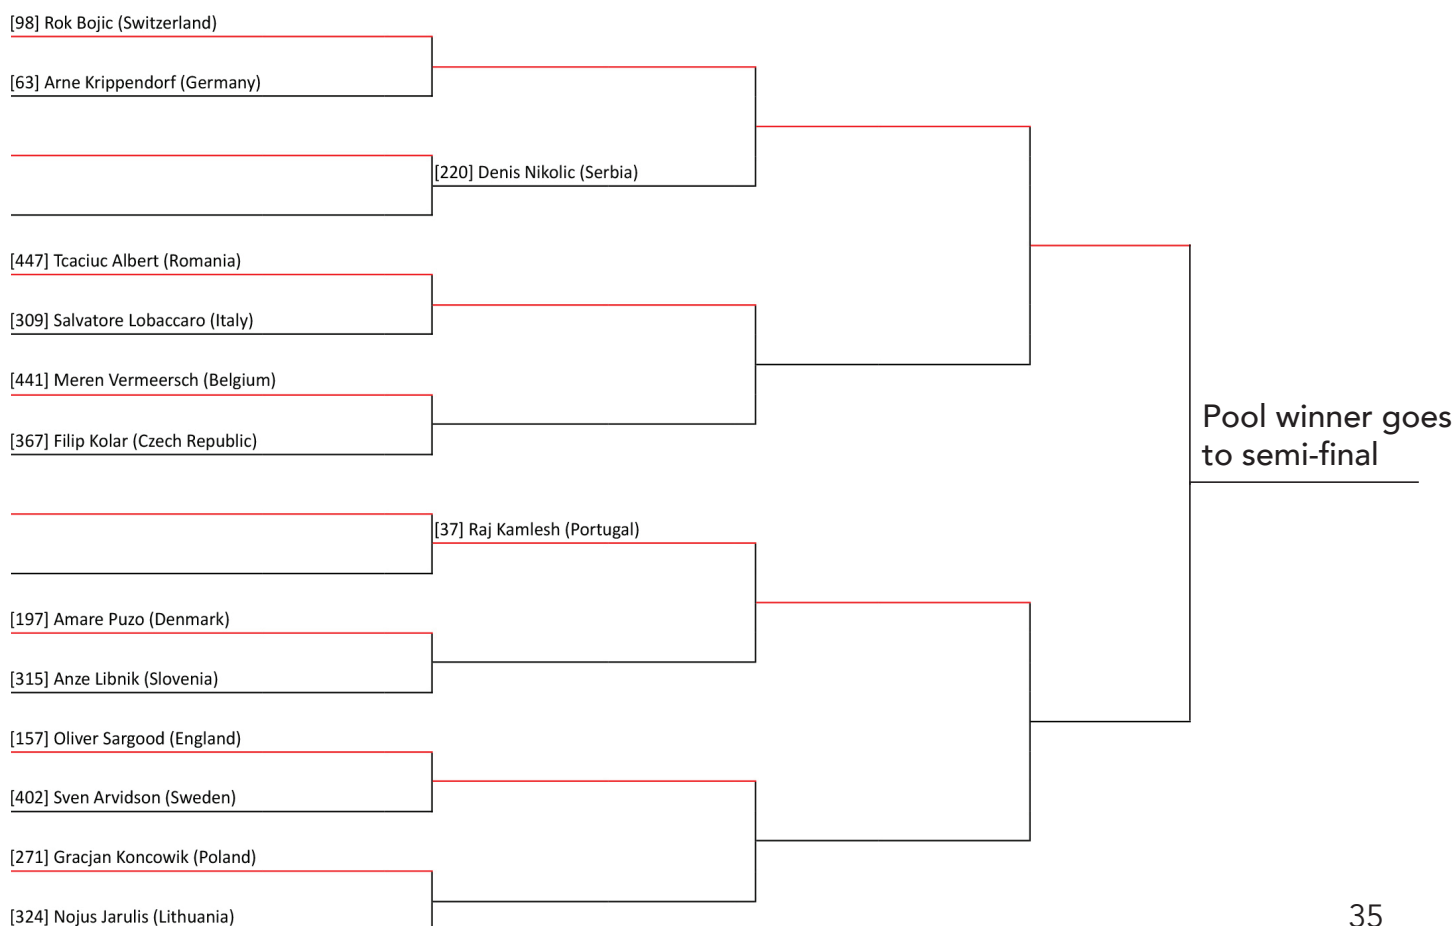 [98] Rok Bojic (Switzerland)
[63] Arne Krippendorf (Germany)
[220] Denis Nikolic (Serbia)
[447] Tcaciuc Albert (Romania)
[309] Salvatore Lobaccaro (Italy)
[441] Meren Vermeersch (Belgium)
[367] Filip Kolar (Czech Republic)
Pool winner goes
to semi-final
[37] Raj Kamlesh (Portugal)
[197] Amare Puzo (Denmark)
[315] Anze Libnik (Slovenia)
[157] Oliver Sargood (England)
[402] Sven Arvidson (Sweden)
[271] Gracjan Koncowik (Poland)
[324] Nojus Jarulis (Lithuania)
35